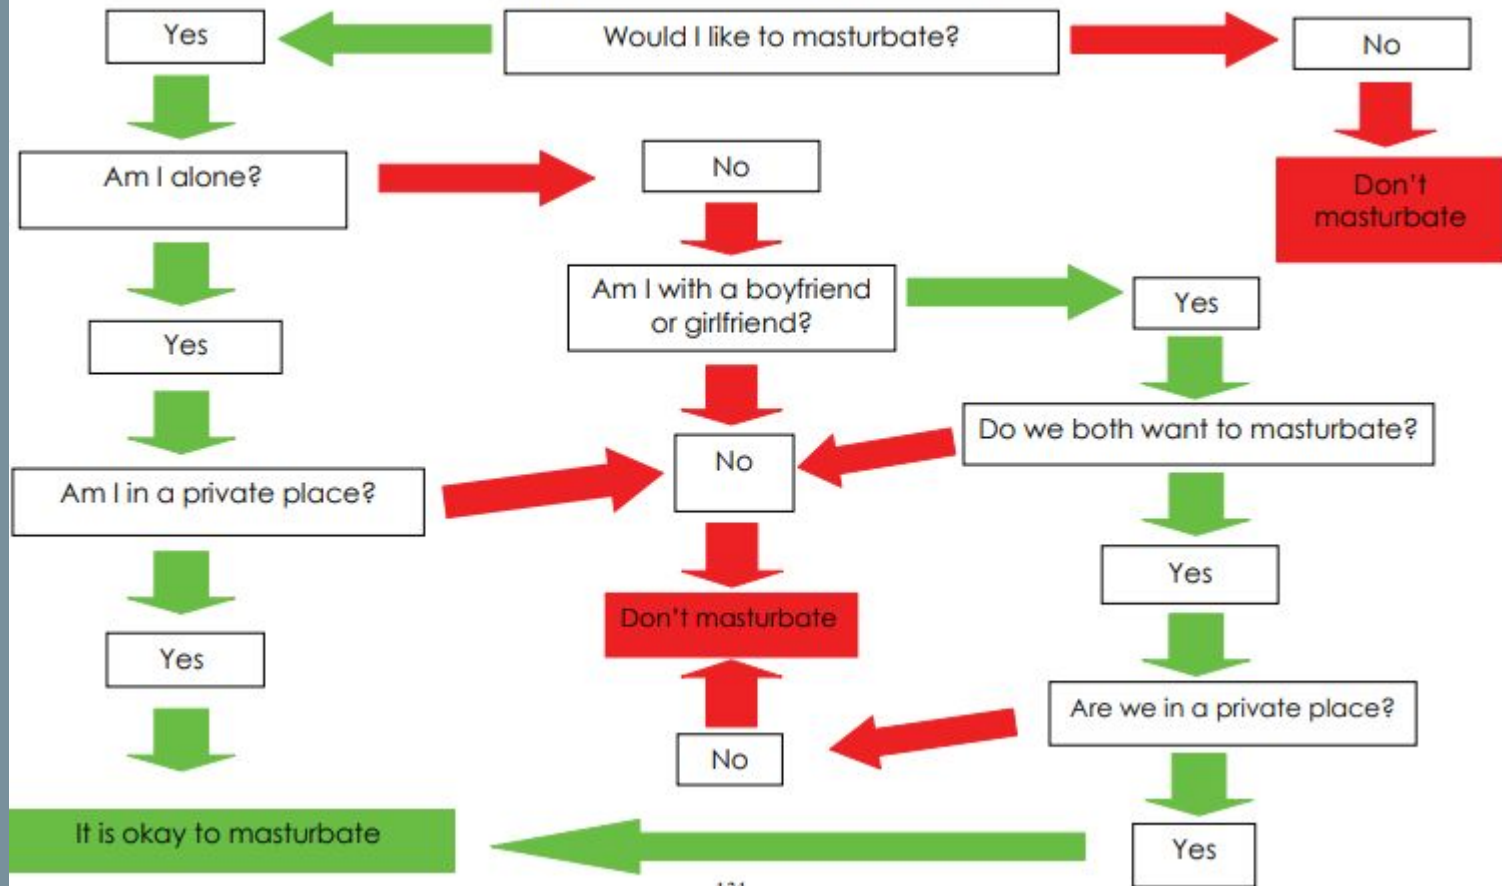 Yes
Would I like to masturbate?
No
Am I alone?
No
Don't
masturbate
Am I with a boyfriend
or girlfriend?
Yes
Yes
Do we both want to masturbate?
No
Am I in a private place?
Yes
Don't masturbate
Yes
Are we in a private place?
No
It is okay to masturbate
Yes